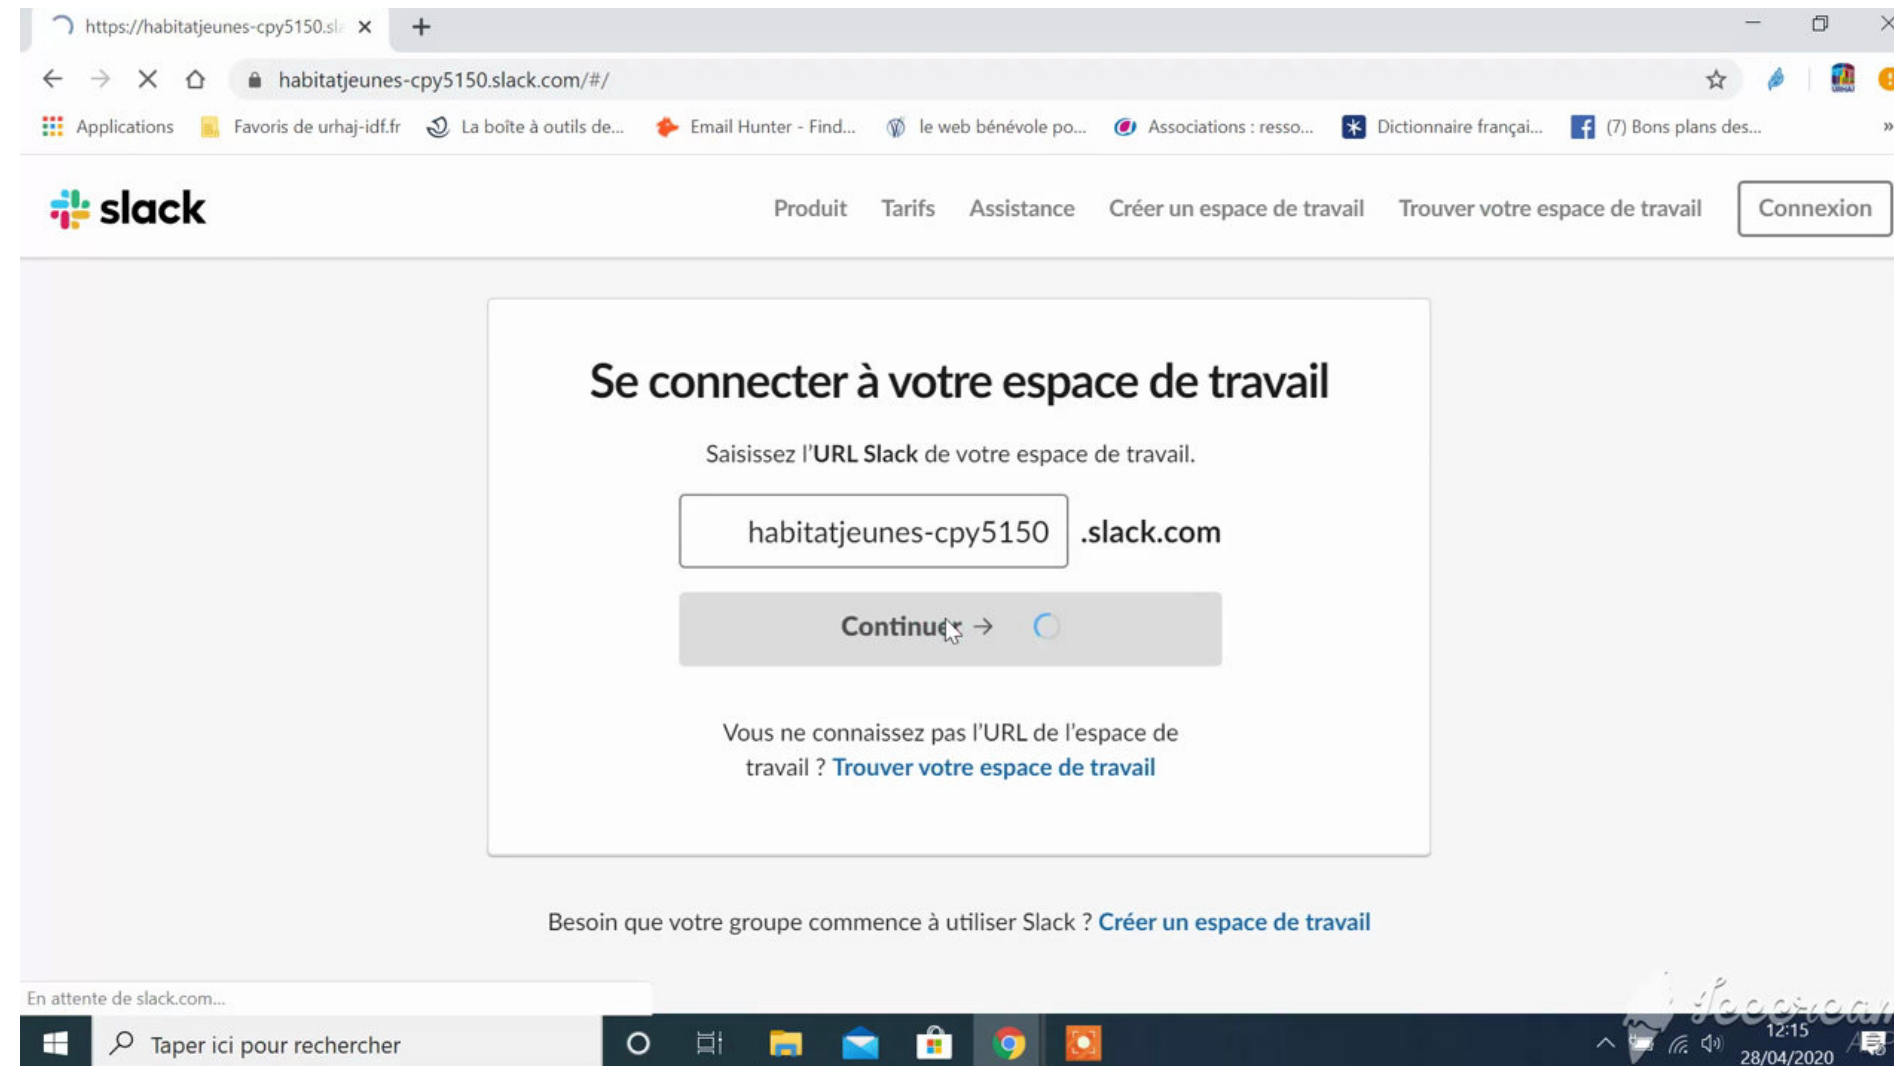 https://habitatjeunes-cpy5150.sla
habitatjeunes-cpy5150.slack.com/#/
Applications Favoris de urhaj-idf.fr La boîte à outils de... Email Hunter - Find... le web bénévole po... Associations : resso... Dictionnaire françai... (7) Bons plans des... »
slack Produit Tarifs Assistance Créer un espace de travail Trouver votre espace de travail Connexion
Se connecter à votre espace de travail
Saisissez l'URL Slack de votre espace de travail.
habitatjeunes-cpy5150 .slack.com
Continuer →
Vous ne connaissez pas l'URL de l'espace de
travail ? Trouver votre espace de travail
Besoin que votre groupe commence à utiliser Slack ? Créer un espace de travail
En attente de slack.com...
Taper ici pour rechercher
12:15
28/04/2020